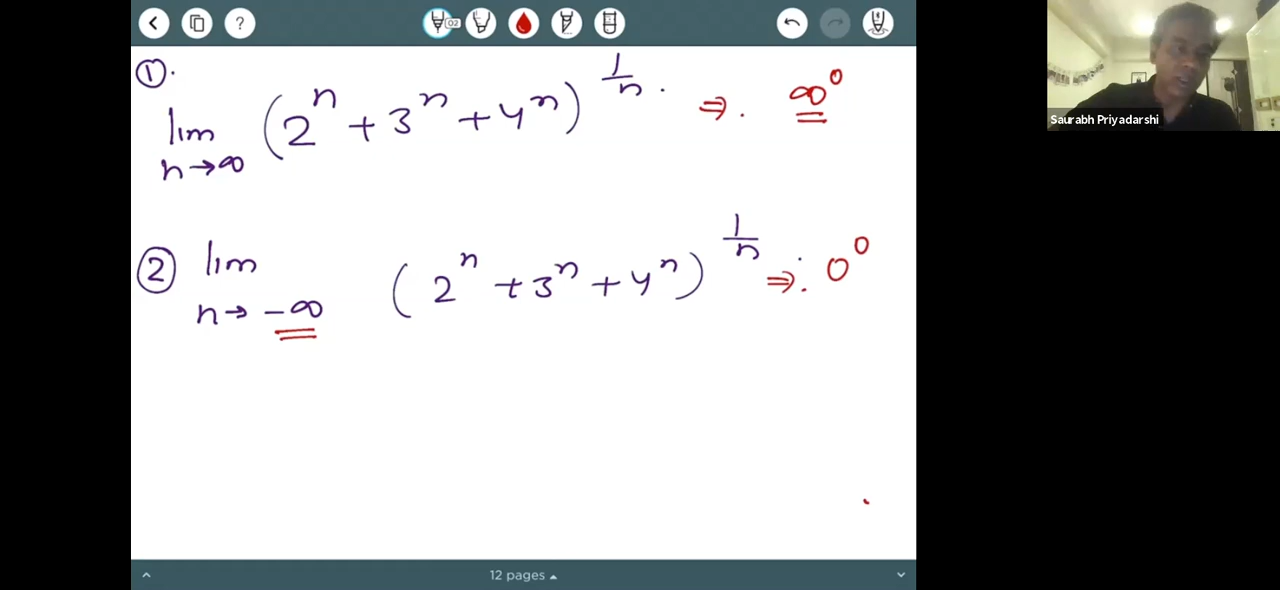 ① .
lim n→∞ (2^n + 3^n + 4^n)^(1/n) . ⇒ . ∞^0
② lim n→ -∞ (2^n + 3^n + 4^n)^(1/n) ⇒ : 0^0
12 pages
?
02
Saurabh Priyadarshi